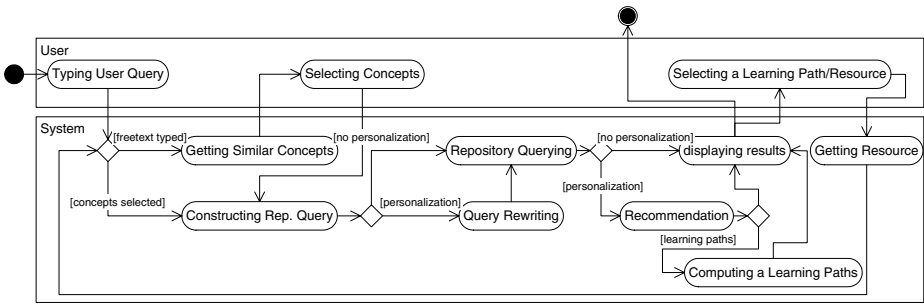 User
Typing User Query
Selecting Concepts
Selecting a Learning Path/Resource
System
[freetext typed]
[no personalization]
[no personalization]
Getting Similar Concepts
Repository Querying
displaying results
Getting Resource
[concepts selected]
[personalization]
[personalization]
Constructing Rep. Query
Query Rewriting
Recommendation
[learning paths]
Computing a Learning Paths